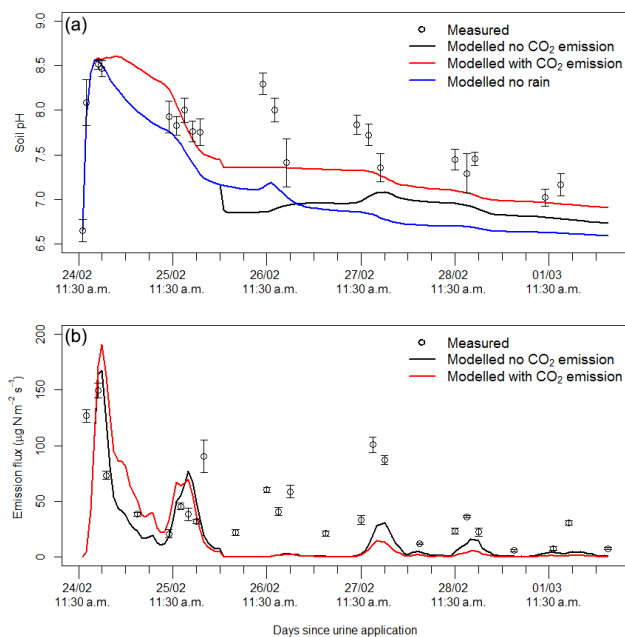 (a)
Measured
Modelled no CO₂ emission
Modelled with CO₂ emission
Modelled no rain
Soil pH
9.0
8.5
8.0
7.5
7.0
6.5
24/02 25/02 26/02 27/02 28/02 01/03
11:30 a.m. 11:30 a.m. 11:30 a.m. 11:30 a.m. 11:30 a.m. 11:30 a.m.
(b)
Measured
Modelled no CO₂ emission
Modelled with CO₂ emission
Emission flux (µg N m⁻² s⁻¹)
200
150
100
50
0
24/02 25/02 26/02 27/02 28/02 01/03
11:30 a.m. 11:30 a.m. 11:30 a.m. 11:30 a.m. 11:30 a.m. 11:30 a.m.
Days since urine application